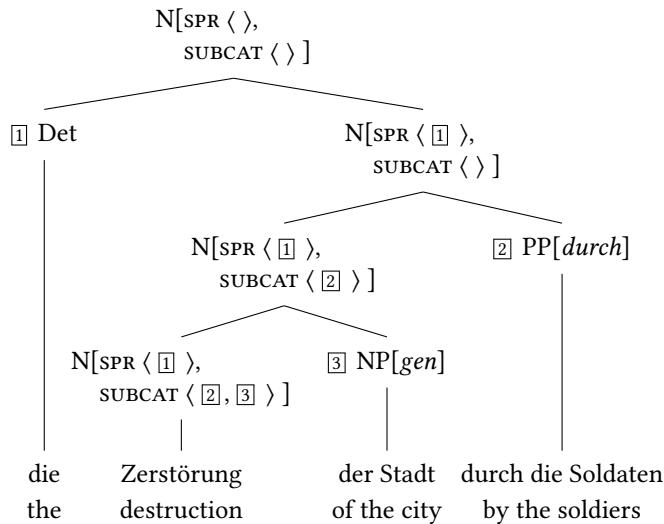 N[SPR ⟨ ⟩,
SUBCAT ⟨ ⟩ ]
1 Det
N[SPR ⟨ 1 ⟩,
SUBCAT ⟨ ⟩ ]
N[SPR ⟨ 1 ⟩,
SUBCAT ⟨ 2 ⟩ ]
2 PP[durch]
N[SPR ⟨ 1 ⟩,
SUBCAT ⟨ 2, 3 ⟩ ]
3 NP[gen]
die Zerstörung der Stadt durch die Soldaten
the destruction of the city by the soldiers